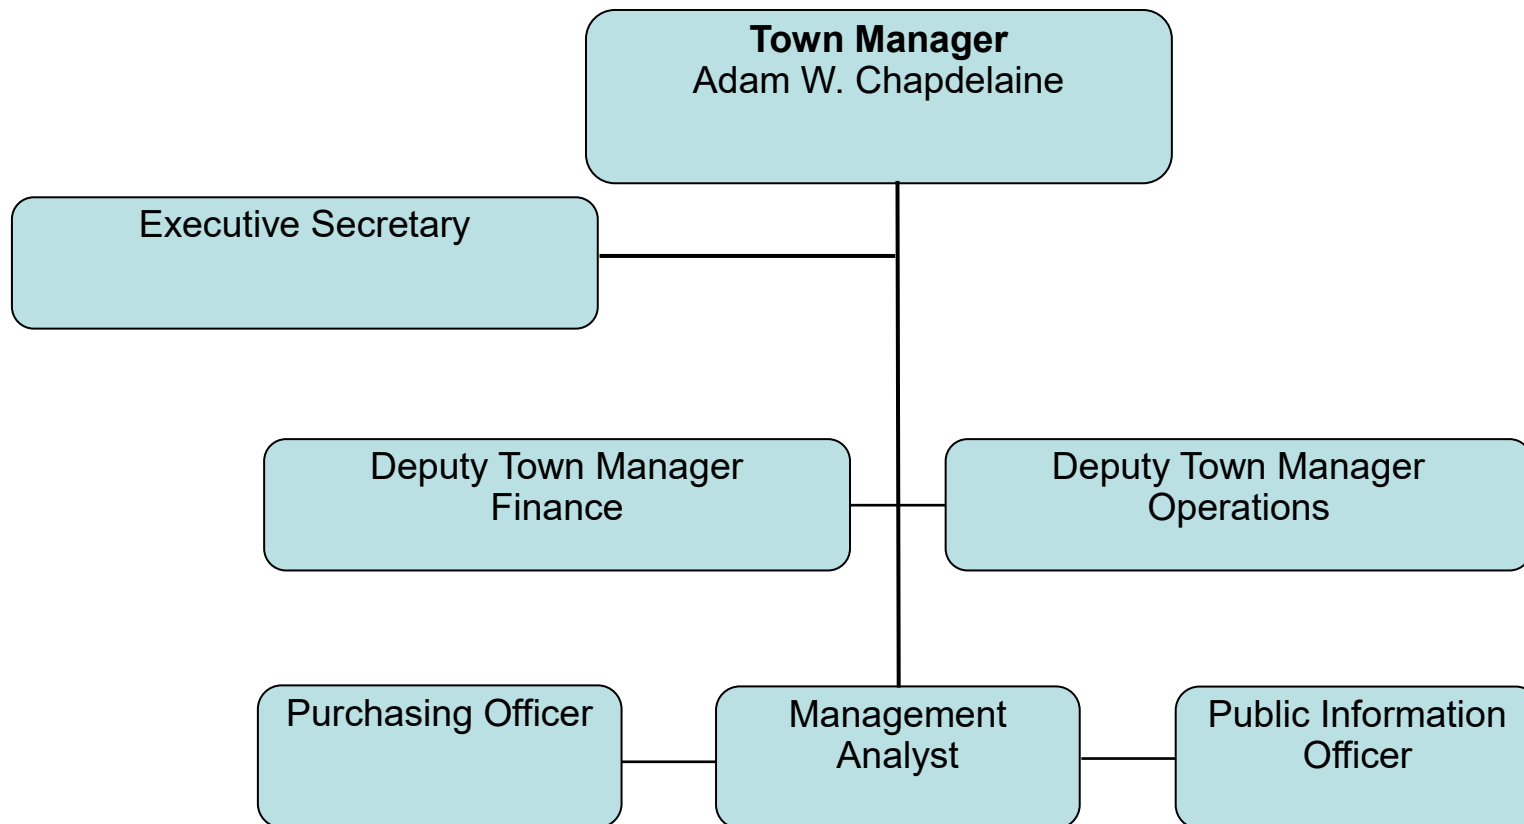 Town Manager
Adam W. Chapdelaine
Executive Secretary
Deputy Town Manager
Finance
Deputy Town Manager
Operations
Purchasing Officer
Management
Analyst
Public Information
Officer